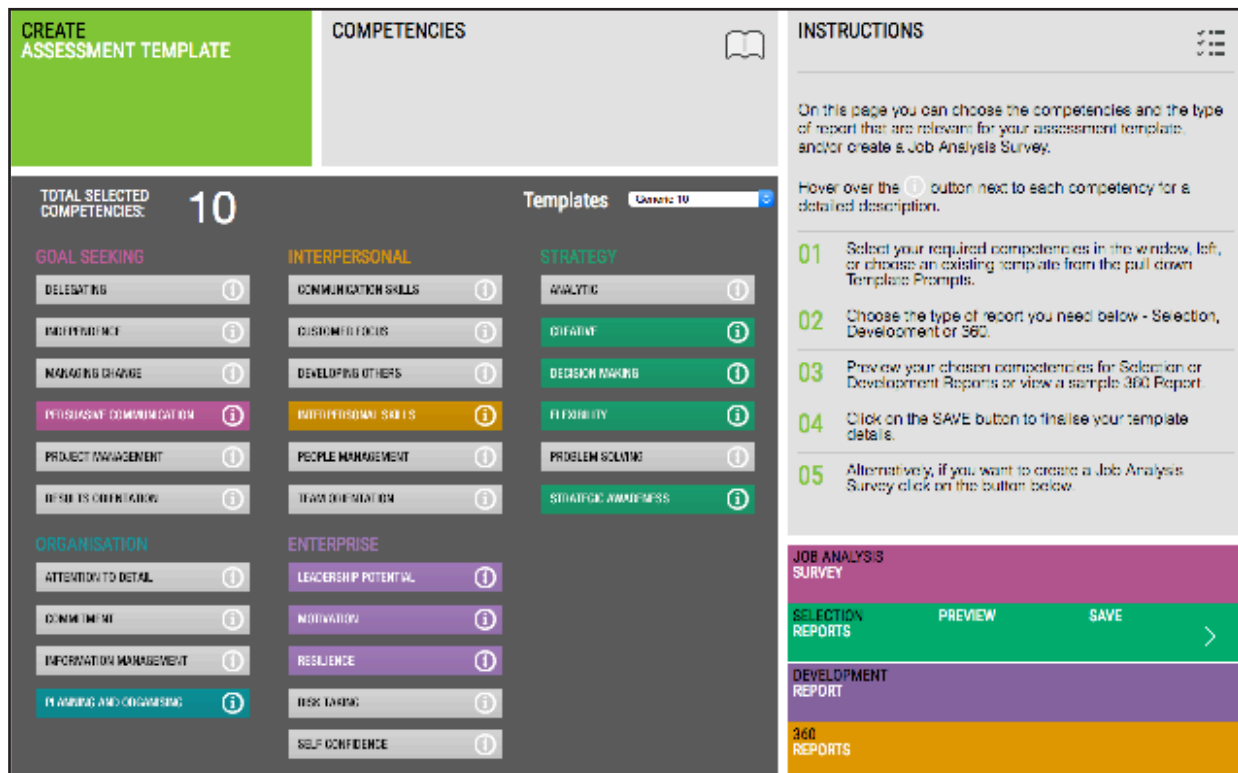 CREATE
ASSESSMENT TEMPLATE
COMPETENCIES
TOTAL SELECTED
COMPETENCIES:
10
Templates
Generic 10
GOAL SEEKING
DELEGATING
INDEPENDENCE
MANAGING CHANGE
PERSUASIVE COMMUNICATION
PROJECT MANAGEMENT
RESULTS ORIENTATION
INTERPERSONAL
COMMUNICATION SKILLS
CUSTOMER FOCUS
DEVELOPING OTHERS
INTERPERSONAL SKILLS
PEOPLE MANAGEMENT
TEAM ORIENTATION
STRATEGY
ANALYTIC
CREATIVE
DECISION MAKING
FLEXIBILITY
PROBLEM SOLVING
STRATEGIC AWARENESS
ORGANISATION
ATTENTION TO DETAIL
COMMITMENT
INFORMATION MANAGEMENT
PLANNING AND ORGANISING
ENTERPRISE
LEADERSHIP POTENTIAL
MOTIVATION
RESILIENCE
RISK TAKING
SELF CONFIDENCE
INSTRUCTIONS
On this page you can choose the competencies and the type
of report that are relevant for your assessment template,
and/or create a Job Analysis Survey.
Hover over the i button next to each competency for a
detailed description.
01 Select your required competencies in the window, left,
or choose an existing template from the pull down
Template Prompts.
02 Choose the type of report you need below - Selection,
Development or 360.
03 Preview your chosen competencies for Selection or
Development Reports or view a sample 360 Report.
04 Click on the SAVE button to finalise your template
details.
05 Alternatively, if you want to create a Job Analysis
Survey click on the button below.
JOB ANALYSIS
SURVEY
SELECTION
REPORTS
PREVIEW
SAVE
DEVELOPMENT
REPORT
360
REPORTS